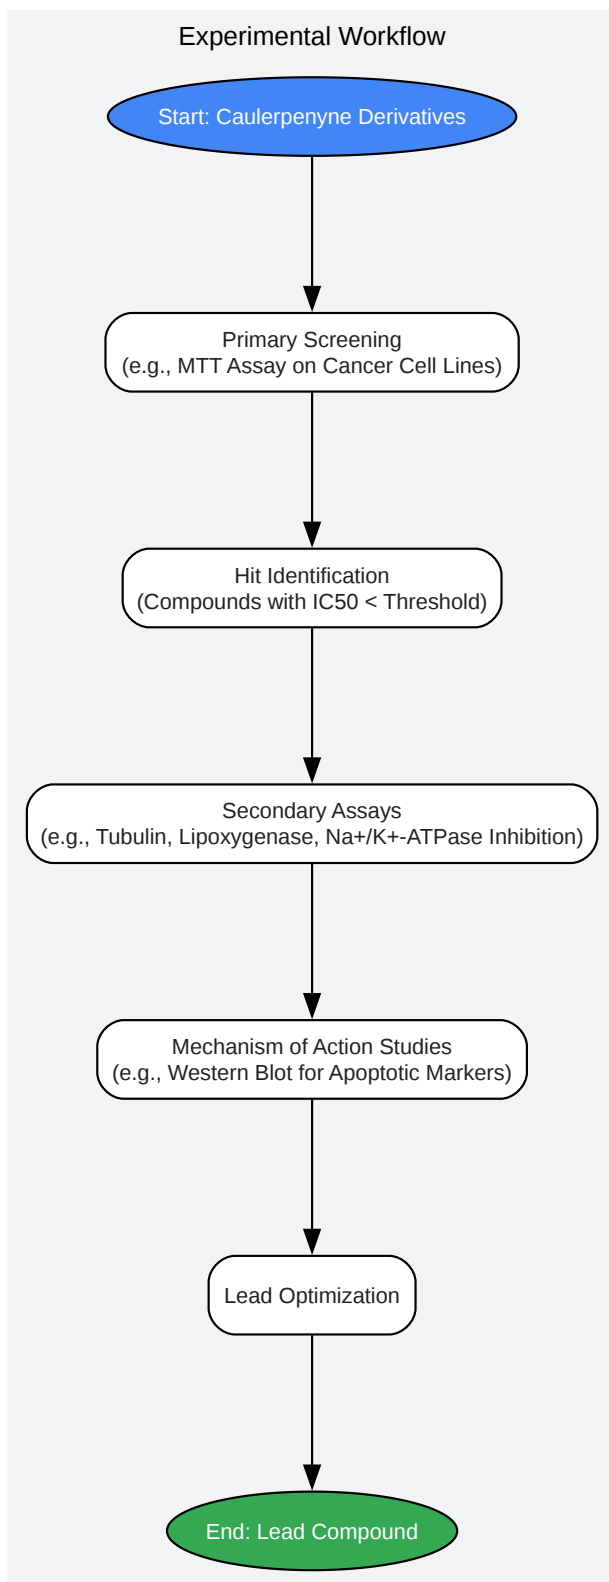 Experimental Workflow
Start: Caulerpenyne Derivatives
Primary Screening
(e.g., MTT Assay on Cancer Cell Lines)
Hit Identification
(Compounds with IC50 < Threshold)
Secondary Assays
(e.g., Tubulin, Lipoxygenase, Na+/K+-ATPase Inhibition)
Mechanism of Action Studies
(e.g., Western Blot for Apoptotic Markers)
Lead Optimization
End: Lead Compound